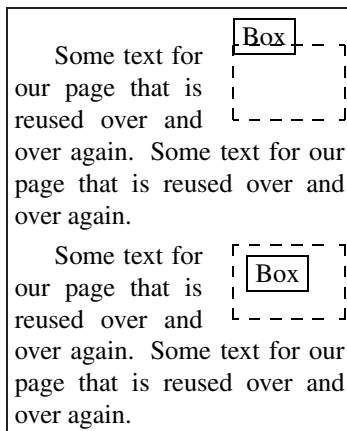 Box
Some text for
our page that is
reused over and
over again. Some text for our
page that is reused over and
over again.
Some text for
Box
our page that is
reused over and
over again. Some text for our
page that is reused over and
over again.